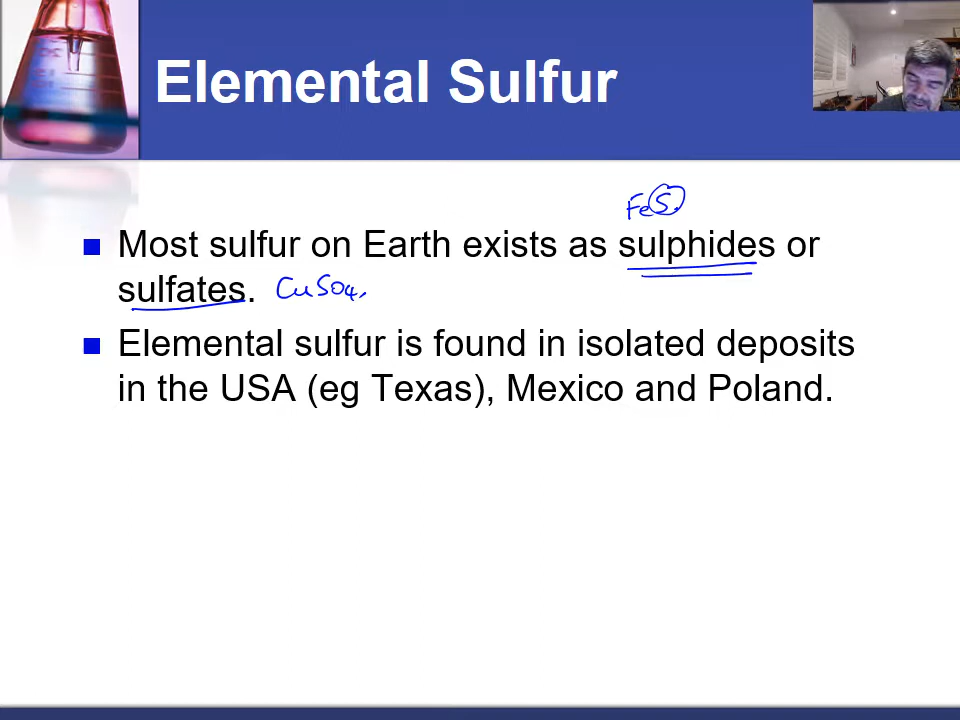 Elemental Sulfur
FeS.
Most sulfur on Earth exists as sulphides or
sulfates. CuSO4.
Elemental sulfur is found in isolated deposits
in the USA (eg Texas), Mexico and Poland.